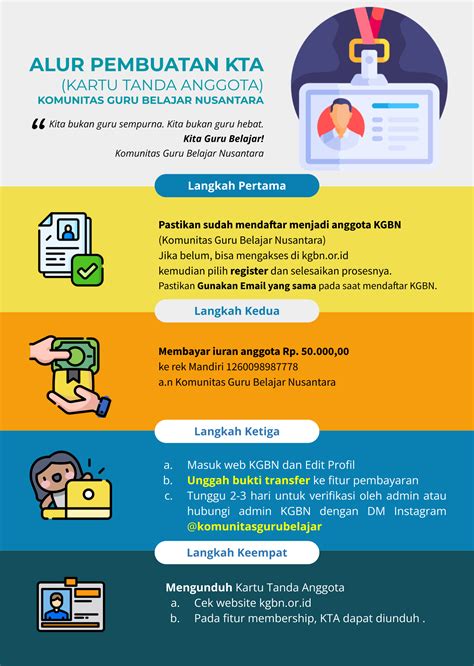 ALUR PEMBUATAN KTA
(KARTU TANDA ANGGOTA)
KOMUNITAS GURU BELAJAR NUSANTARA
“ Kita bukan guru sempurna. Kita bukan guru hebat.
Kita Guru Belajar!
Komunitas Guru Belajar Nusantara
Langkah Pertama
Pastikan sudah mendaftar menjadi anggota KGBN
(Komunitas Guru Belajar Nusantara)
Jika belum, bisa mengakses di kgbn.or.id
kemudian pilih register dan selesaikan prosesnya.
Pastikan Gunakan Email yang sama pada saat mendaftar KGBN.
Langkah Kedua
Membayar iuran anggota Rp. 50.000,00
ke rek Mandiri 1260098987778
a.n Komunitas Guru Belajar Nusantara
Langkah Ketiga
a. Masuk web KGBN dan Edit Profil
b. Unggah bukti transfer ke fitur pembayaran
c. Tunggu 2-3 hari untuk verifikasi oleh admin atau
hubungi admin KGBN dengan DM Instagram
@komunitasgurubelajar
Langkah Keempat
Mengunduh Kartu Tanda Anggota
a. Cek website kgbn.or.id
b. Pada fitur membership, KTA dapat diunduh .